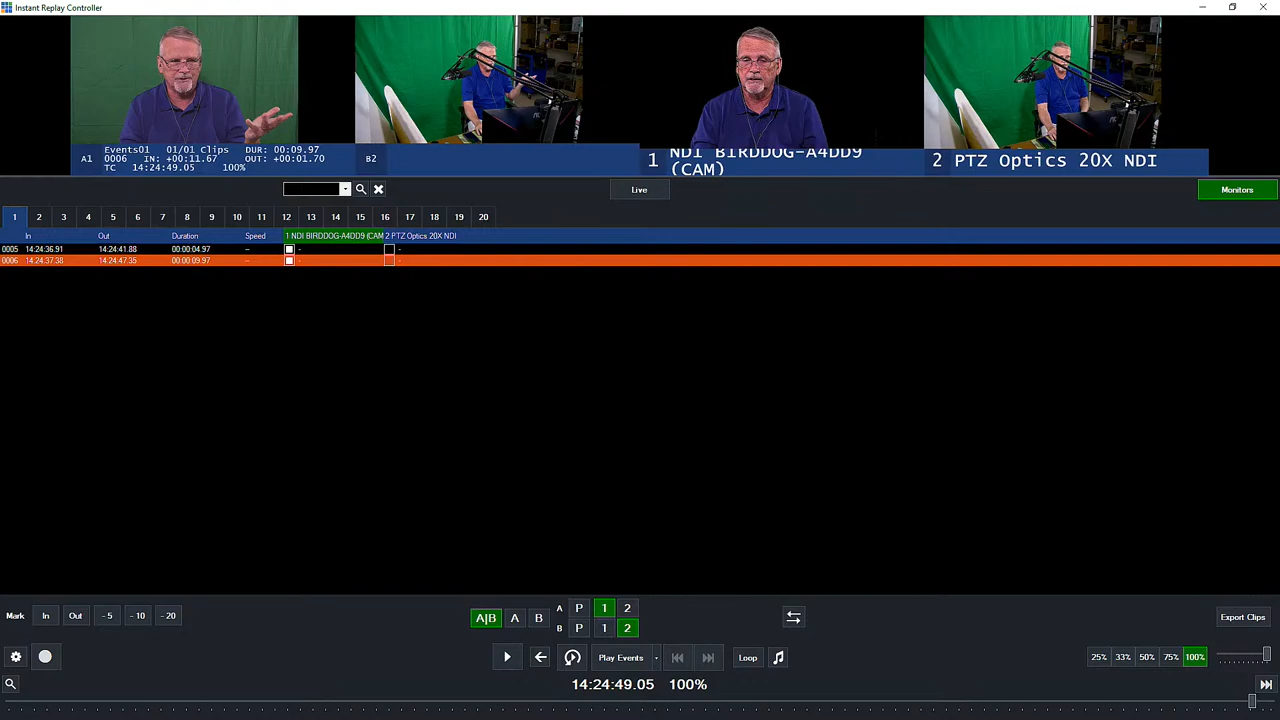 Instant Replay Controller
Events01 01/01 Clips DUR: 00:09.97
A1 0006 IN: +00:11.67 OUT: +00:01.70
TC 14:24:49.05 100%
B2
1 NDI BIRDDOG-A4DD9 (CAM)
2 PTZ Optics 20X NDI
Live
Monitors
1 2 3 4 5 6 7 8 9 10 11 12 13 14 15 16 17 18 19 20
In Out Duration Speed 1 NDI BIRDDOG-A4DD9 (CAM 2 PTZ Optics 20X NDI
0005 14:24:36.91 14:24:41.88 00:00:04.97 -- - -
0006 14:24:37.38 14:24:47.35 00:00:09.97 -- - -
Mark In Out - 5 - 10 - 20
A|B A B
A P 1 2
B P 1 2
Export Clips
Play Events
Loop
25% 33% 50% 75% 100%
14:24:49.05 100%